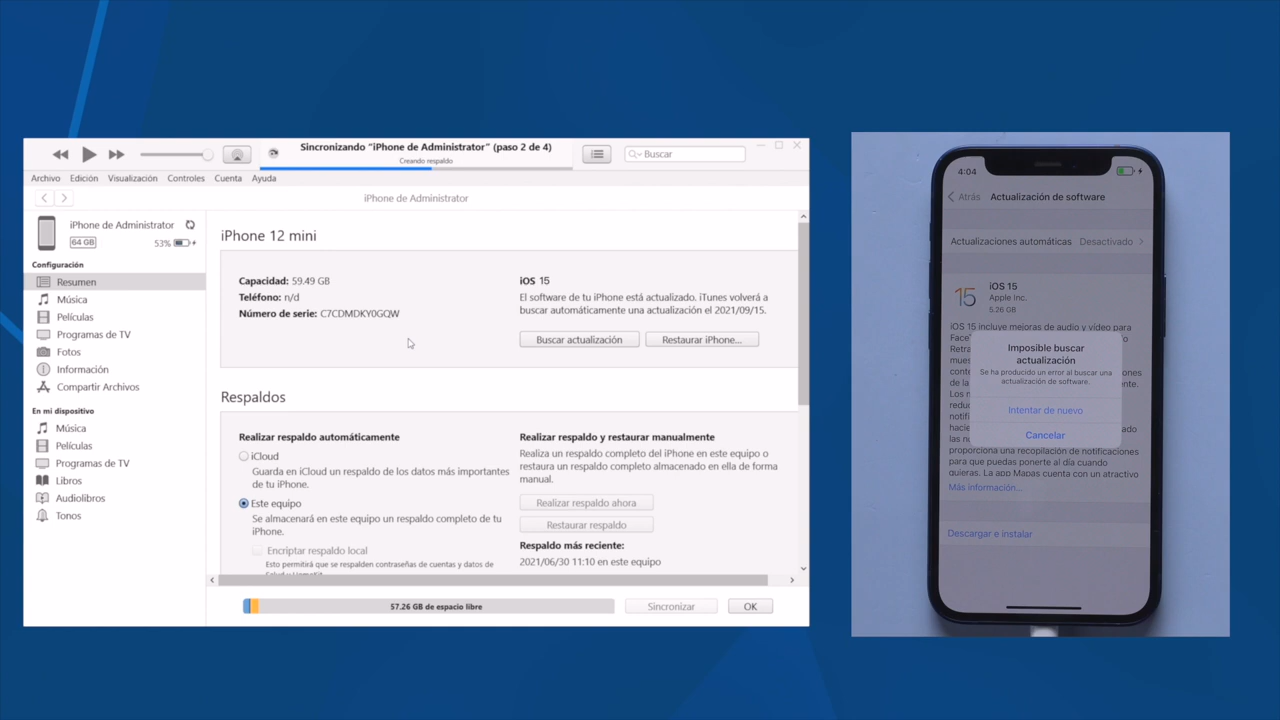 Sincronizando “iPhone de Administrator” (paso 2 de 4)
Creando respaldo
Buscar
Archivo Edición Visualización Controles Cuenta Ayuda
iPhone de Administrator
iPhone de Administrator
64 GB
53%
Configuración
Resumen
Música
Películas
Programas de TV
Fotos
Información
Compartir Archivos
En mi dispositivo
Música
Películas
Programas de TV
Libros
Audiolibros
Tonos
iPhone 12 mini
Capacidad: 59.49 GB
Teléfono: n/d
Número de serie: C7CDMDKY0GQW
iOS 15
El software de tu iPhone está actualizado. iTunes volverá a
buscar automáticamente una actualización el 2021/09/15.
Buscar actualización
Restaurar iPhone...
Respaldos
Realizar respaldo automáticamente
iCloud
Guarda en iCloud un respaldo de los datos más importantes
de tu iPhone.
Este equipo
Se almacenará en este equipo un respaldo completo de tu
iPhone.
Encriptar respaldo local
Esto permitirá que se respalden contraseñas de cuentas y datos de
Realizar respaldo y restaurar manualmente
Realiza un respaldo completo del iPhone en este equipo o
restaura un respaldo completo almacenado en ella de forma
manual.
Realizar respaldo ahora
Restaurar respaldo
Respaldo más reciente:
2021/06/30 11:10 en este equipo
57.26 GB de espacio libre
Sincronizar
OK
4:04
Atrás
Actualización de software
Actualizaciones automáticas Desactivado
15
iOS 15
Apple Inc.
5.26 GB
iOS 15 incluye mejoras de audio y vídeo para
Imposible buscar
actualización
Se ha producido un error al buscar una
actualización de software.
Intentar de nuevo
Cancelar
proporciona una recopilación de notificaciones
para que puedas ponerte al día cuando
quieras. La app Mapas cuenta con un atractivo
Más información...
Descargar e instalar